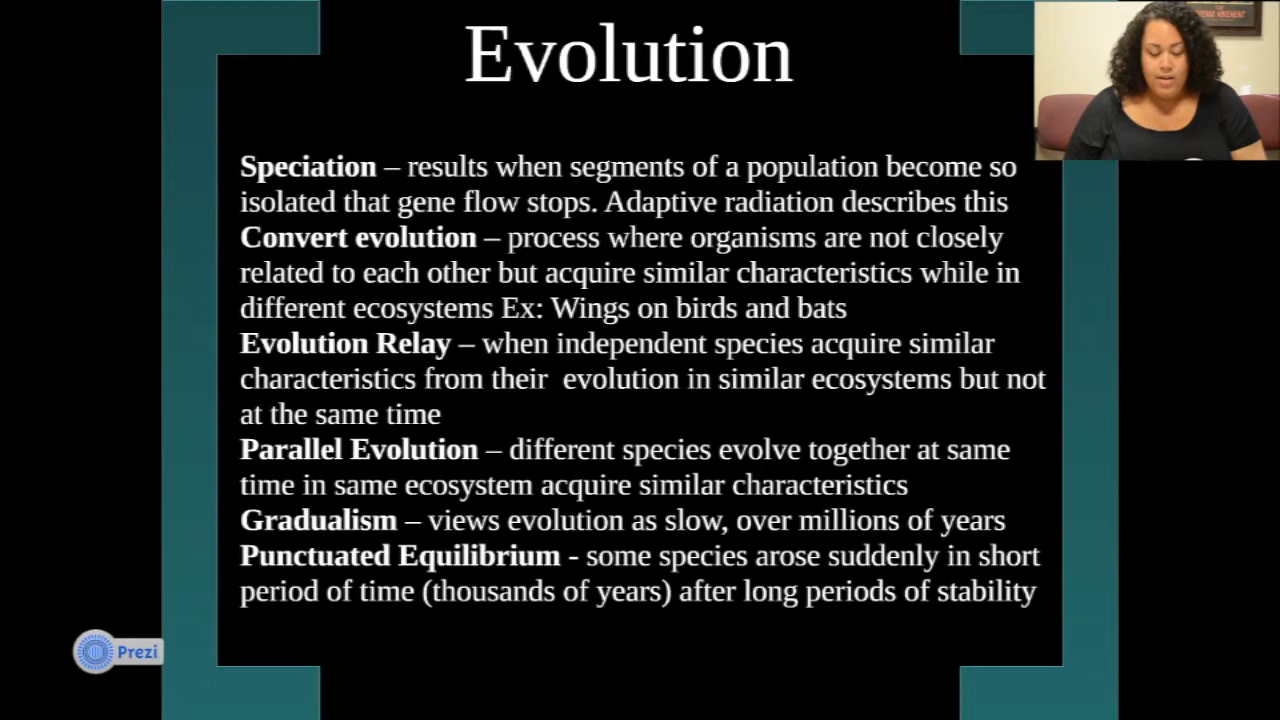 Evolution
Speciation – results when segments of a population become so
isolated that gene flow stops. Adaptive radiation describes this
Convert evolution – process where organisms are not closely
related to each other but acquire similar characteristics while in
different ecosystems Ex: Wings on birds and bats
Evolution Relay – when independent species acquire similar
characteristics from their  evolution in similar ecosystems but not
at the same time
Parallel Evolution – different species evolve together at same
time in same ecosystem acquire similar characteristics
Gradualism – views evolution as slow, over millions of years
Punctuated Equilibrium - some species arose suddenly in short
period of time (thousands of years) after long periods of stability
Prezi
MOVEMENT